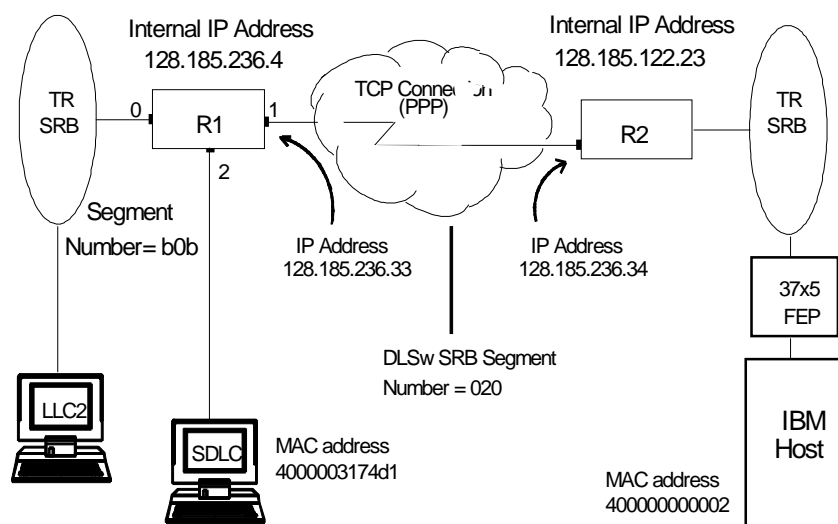 Internal IP Address
128.185.236.4
Internal IP Address
128.185.122.23
TR
SRB
0
R1
1
2
TCP Connection
(PPP)
R2
TR
SRB
Segment
Number= b0b
IP Address
128.185.236.33
IP Address
128.185.236.34
37x5
FEP
DLSw SRB Segment
Number = 020
LLC2
SDLC
MAC address
4000003174d1
IBM
Host
MAC address
400000000002